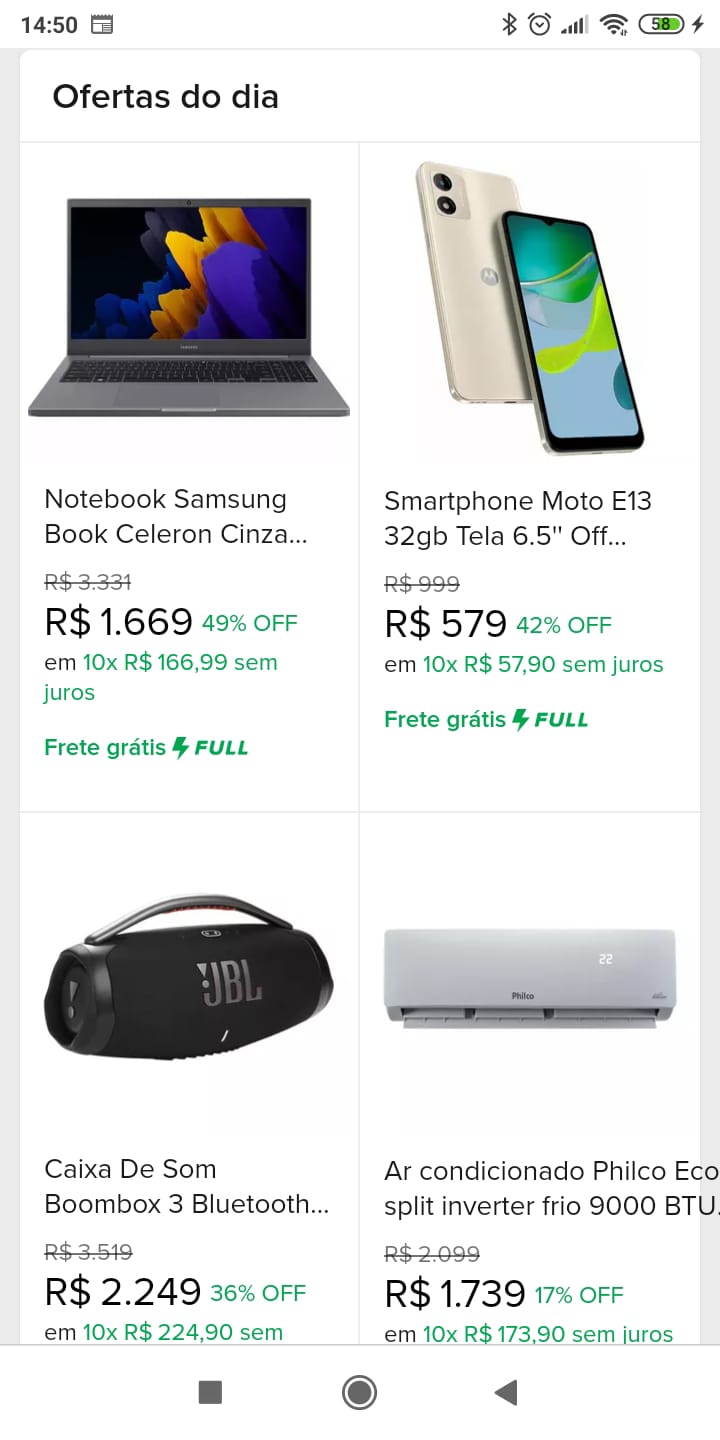 14:50
58
Ofertas do dia
SAMSUNG
Notebook Samsung
Book Celeron Cinza...
R$ 3.331
R$ 1.669 49% OFF
em 10x R$ 166,99 sem
juros
Frete grátis FULL
Smartphone Moto E13
32gb Tela 6.5" Off...
R$ 999
R$ 579 42% OFF
em 10x R$ 57,90 sem juros
Frete grátis FULL
JBL
Caixa De Som
Boombox 3 Bluetooth...
R$ 3.519
R$ 2.249 36% OFF
em 10x R$ 224,90 sem
22
Philco
Ar condicionado Philco Eco
split inverter frio 9000 BTU.
R$ 2.099
R$ 1.739 17% OFF
em 10x R$ 173,90 sem juros